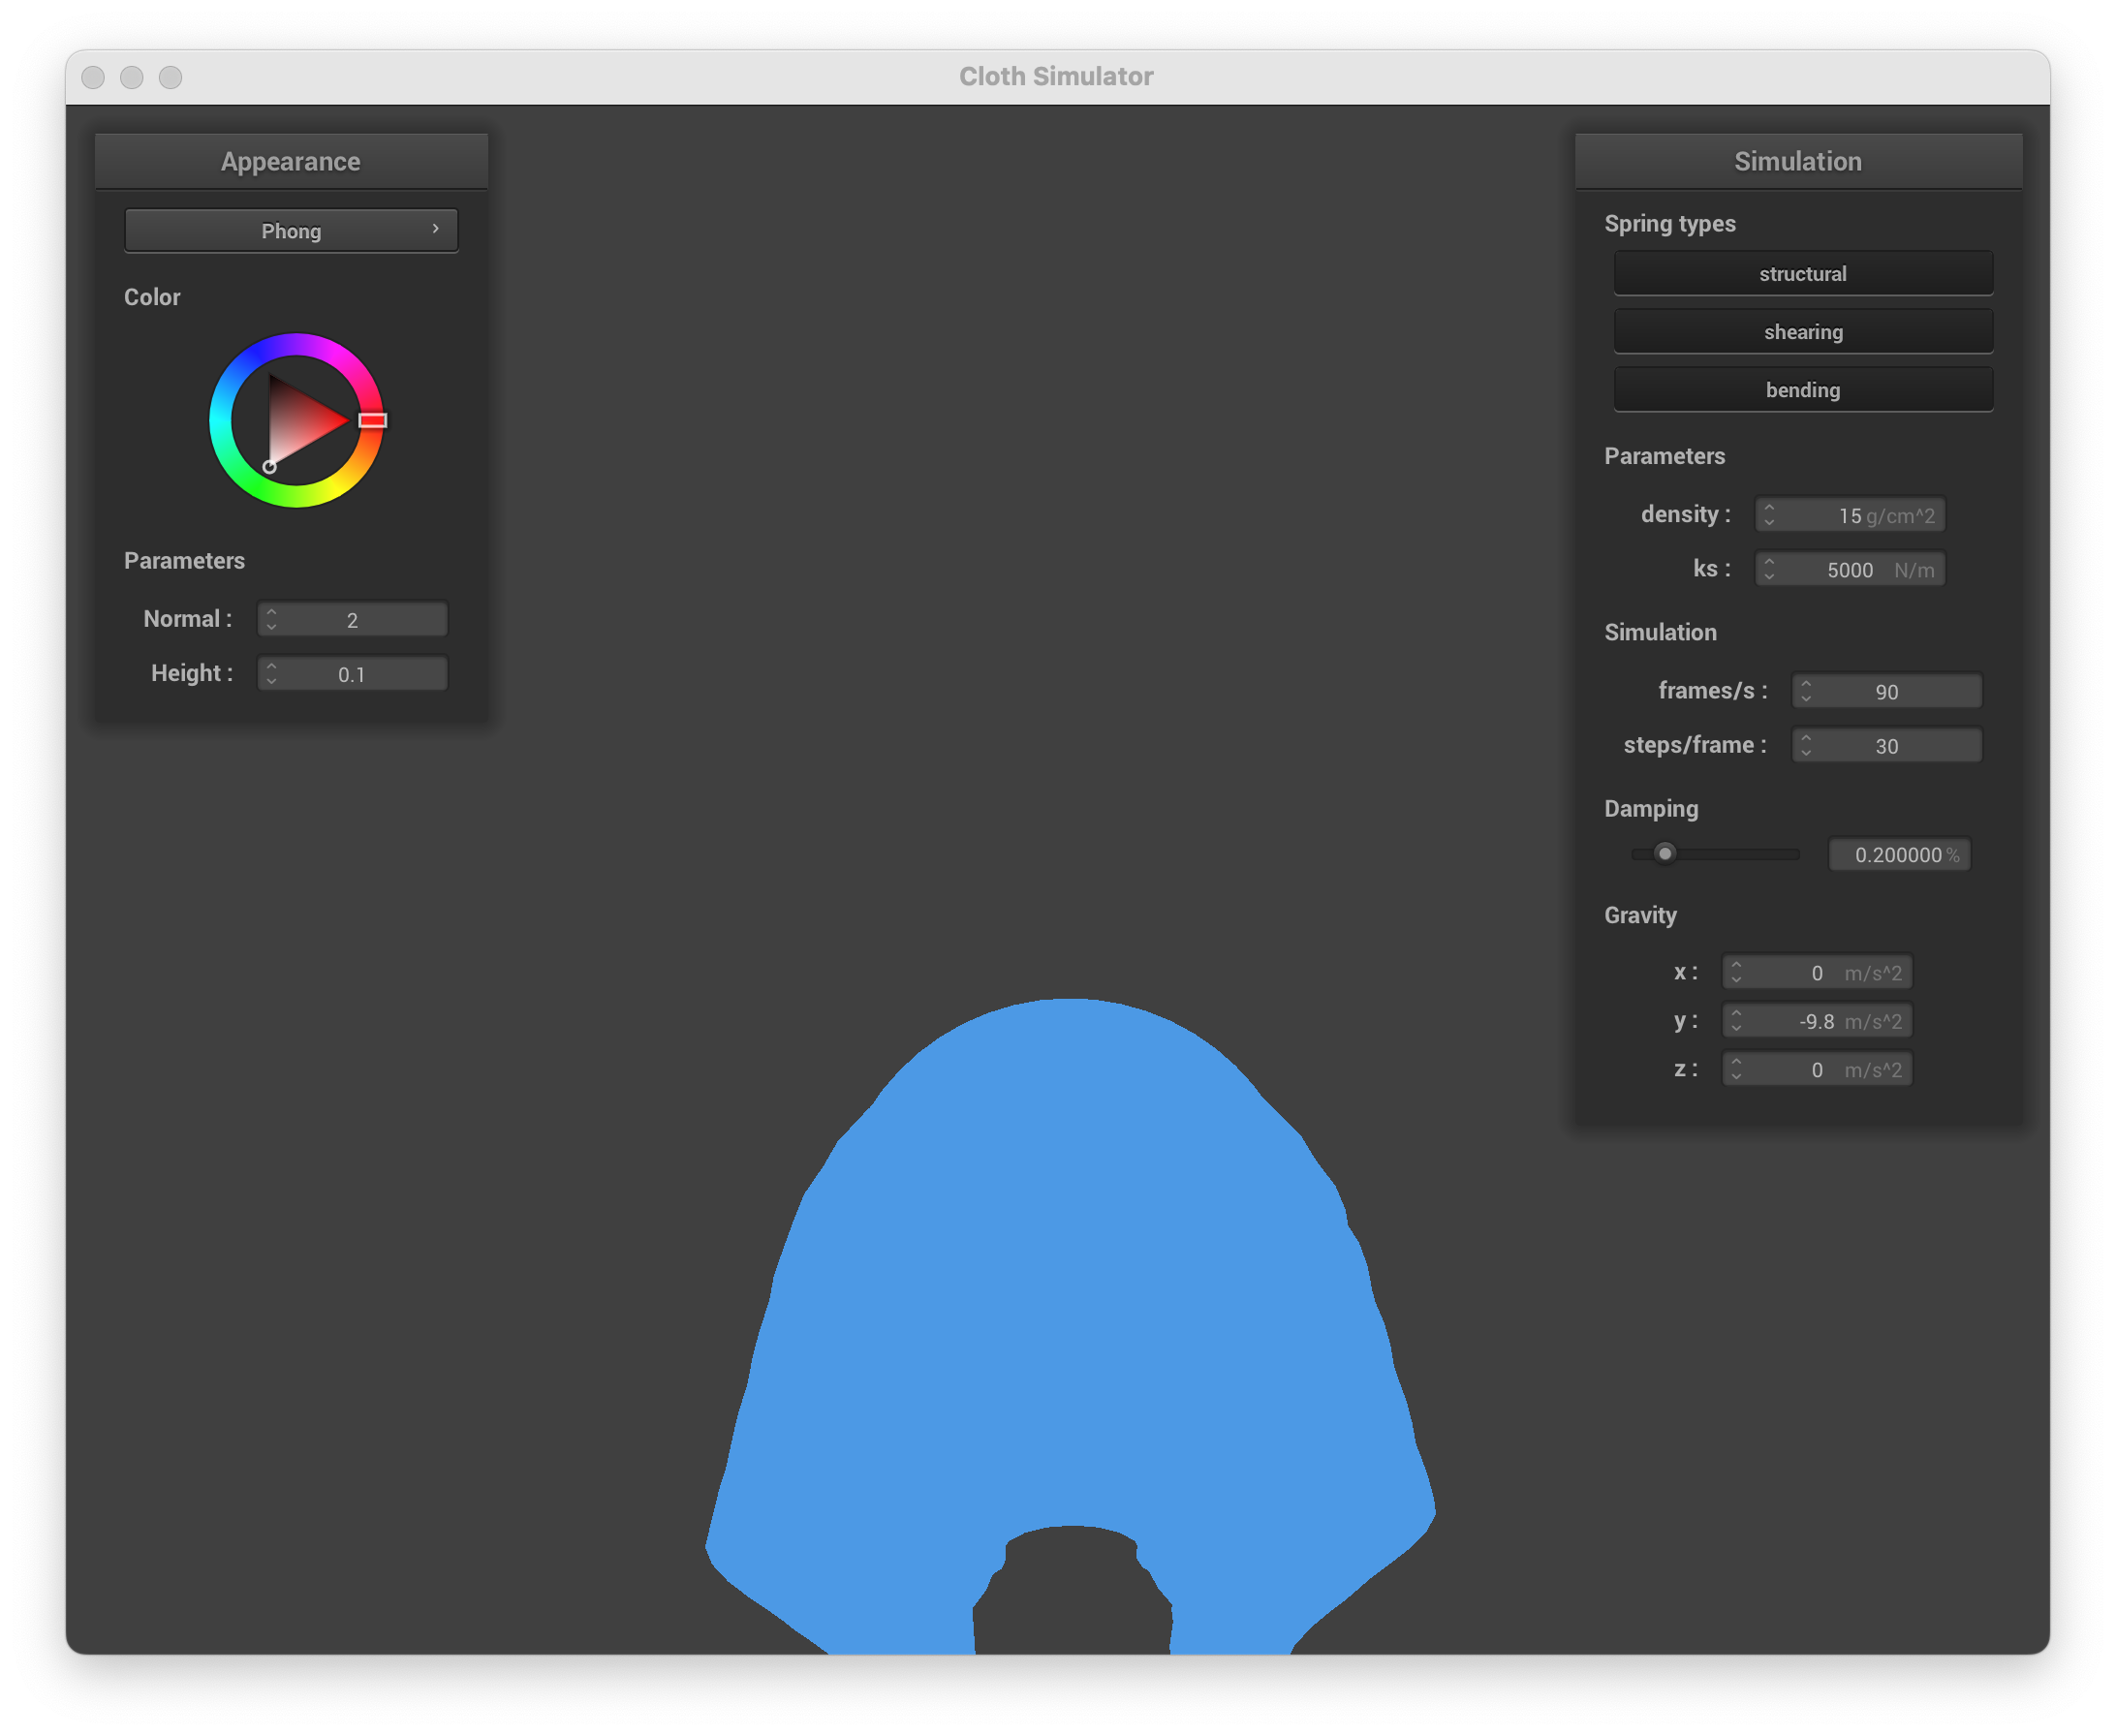 Cloth Simulator
Appearance
Phong
Color
Parameters
Normal : 2
Height : 0.1
Simulation
Spring types
structural
shearing
bending
Parameters
density : 15 g/cm^2
ks : 5000 N/m
Simulation
frames/s : 90
steps/frame : 30
Damping
0.200000 %
Gravity
x : 0 m/s^2
y : -9.8 m/s^2
z : 0 m/s^2